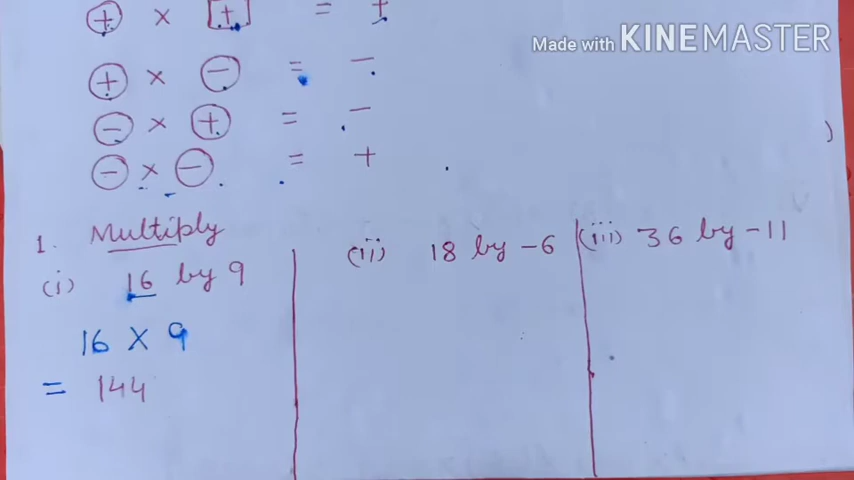 + × + = +
Made with KINEMASTER
+ × - = -
- × + = -
- × - = +
1. Multiply
(i) 16 by 9
16 × 9
= 144
(ii) 18 by -6
(iii) 36 by -11